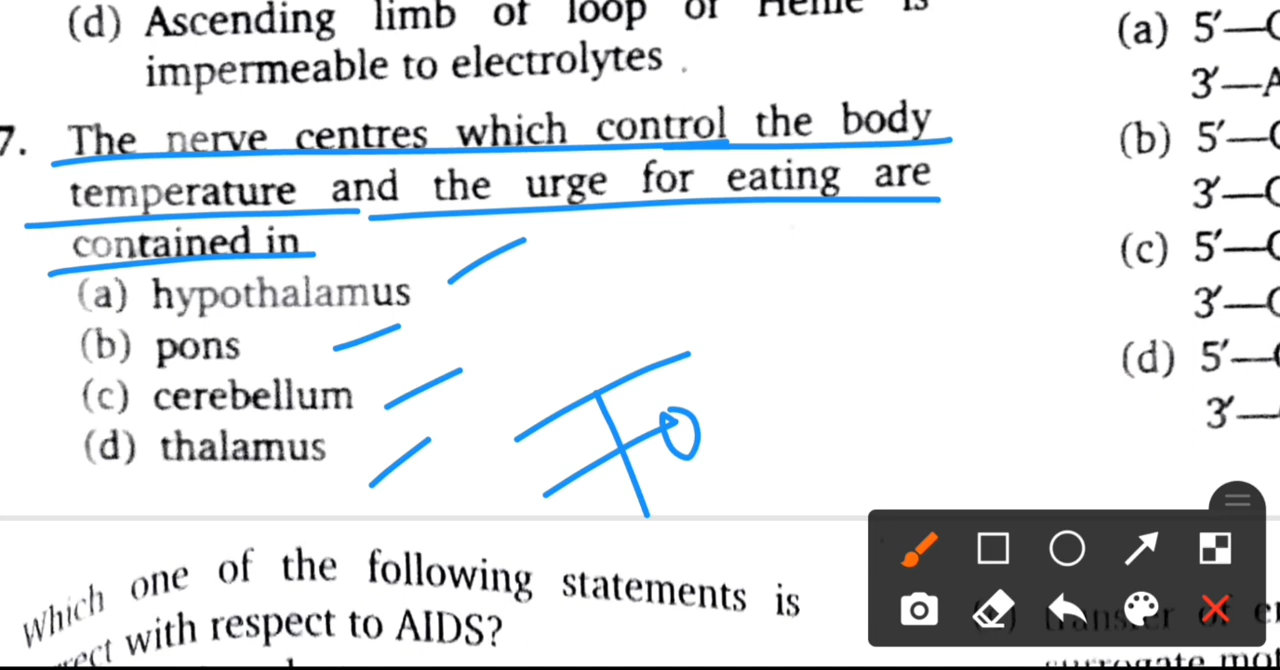 (d) Ascending limb of loop of Henle is
impermeable to electrolytes .
7. The nerve centres which control the body
temperature and the urge for eating are
contained in
(a) hypothalamus
(b) pons
(c) cerebellum
(d) thalamus
Which one of the following statements is
with respect to AIDS?
(a) 5′—
3′—A
(b) 5′—
3′—
(c) 5′—
3′—
(d) 5′—
3′—
transfer of